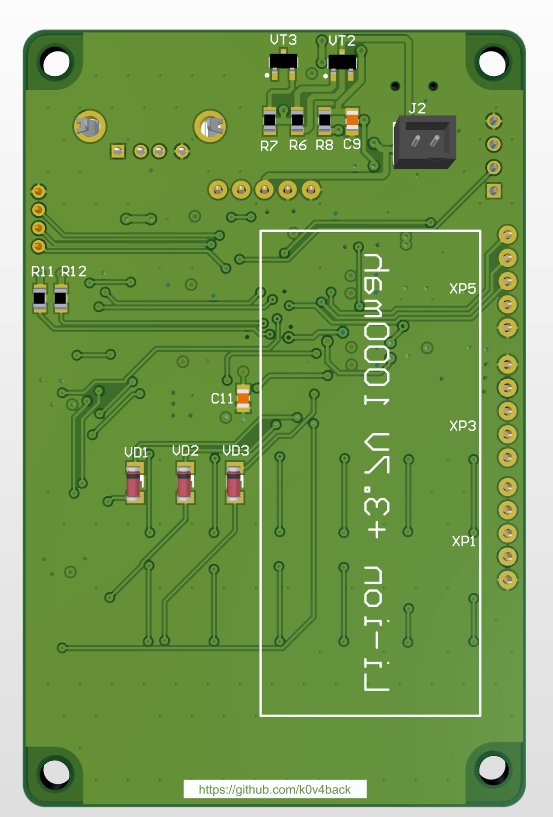 VT3
VT2
J2
R7
R6
R8
C9
R11
R12
XP5
C11
XP3
VD1
VD2
VD3
XP1
Li-ion +3.7V 1000mah
https://github.com/k0v4back